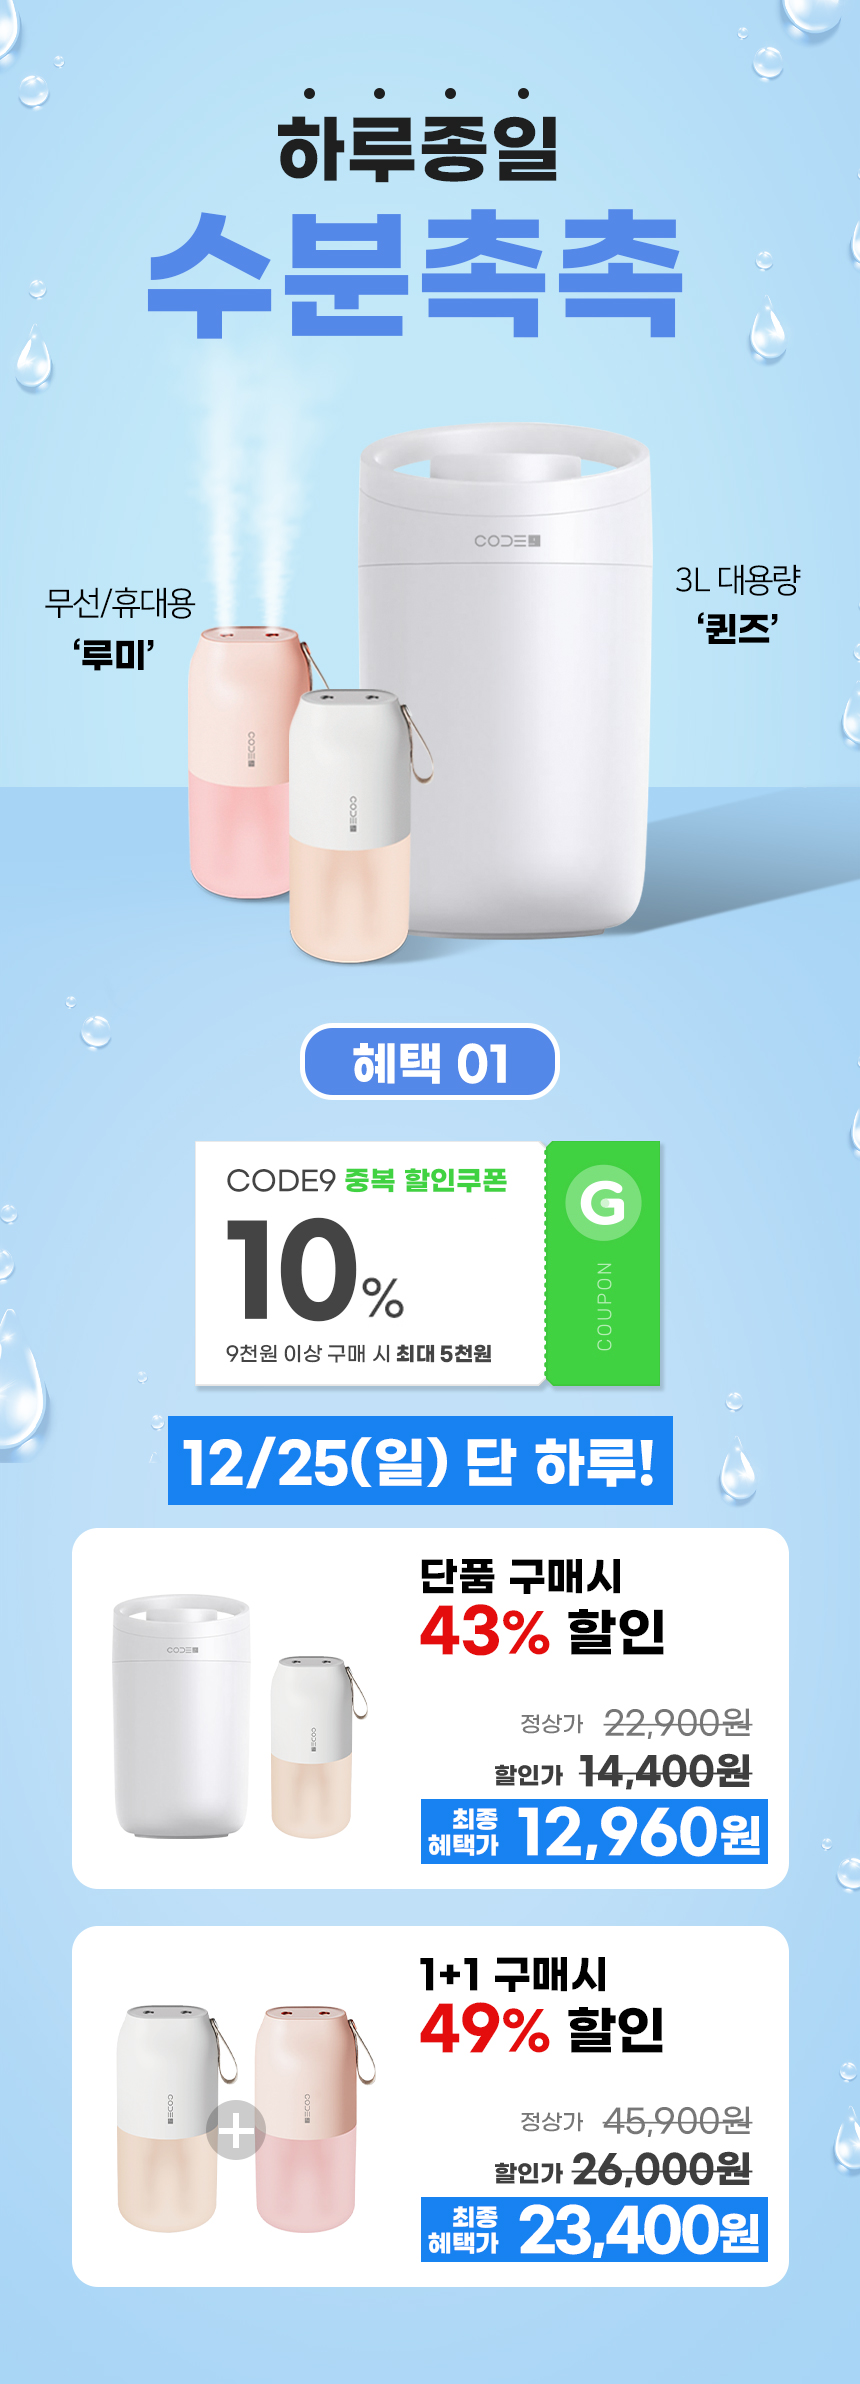 하루종일
수분촉촉
CODE9
무선/휴대용
‘루미’
3L 대용량
‘퀸즈’
CODE9
CODE9
혜택 01
CODE9 중복 할인쿠폰
10%
9천원 이상 구매 시 최대 5천원
G
COUPON
12/25(일) 단 하루!
단품 구매시
43% 할인
CODE9
CODE9
정상가 22,900원
할인가 14,400원
최종
혜택가 12,960원
1+1 구매시
49% 할인
CODE9
CODE9
+
정상가 45,900원
할인가 26,000원
최종
혜택가 23,400원